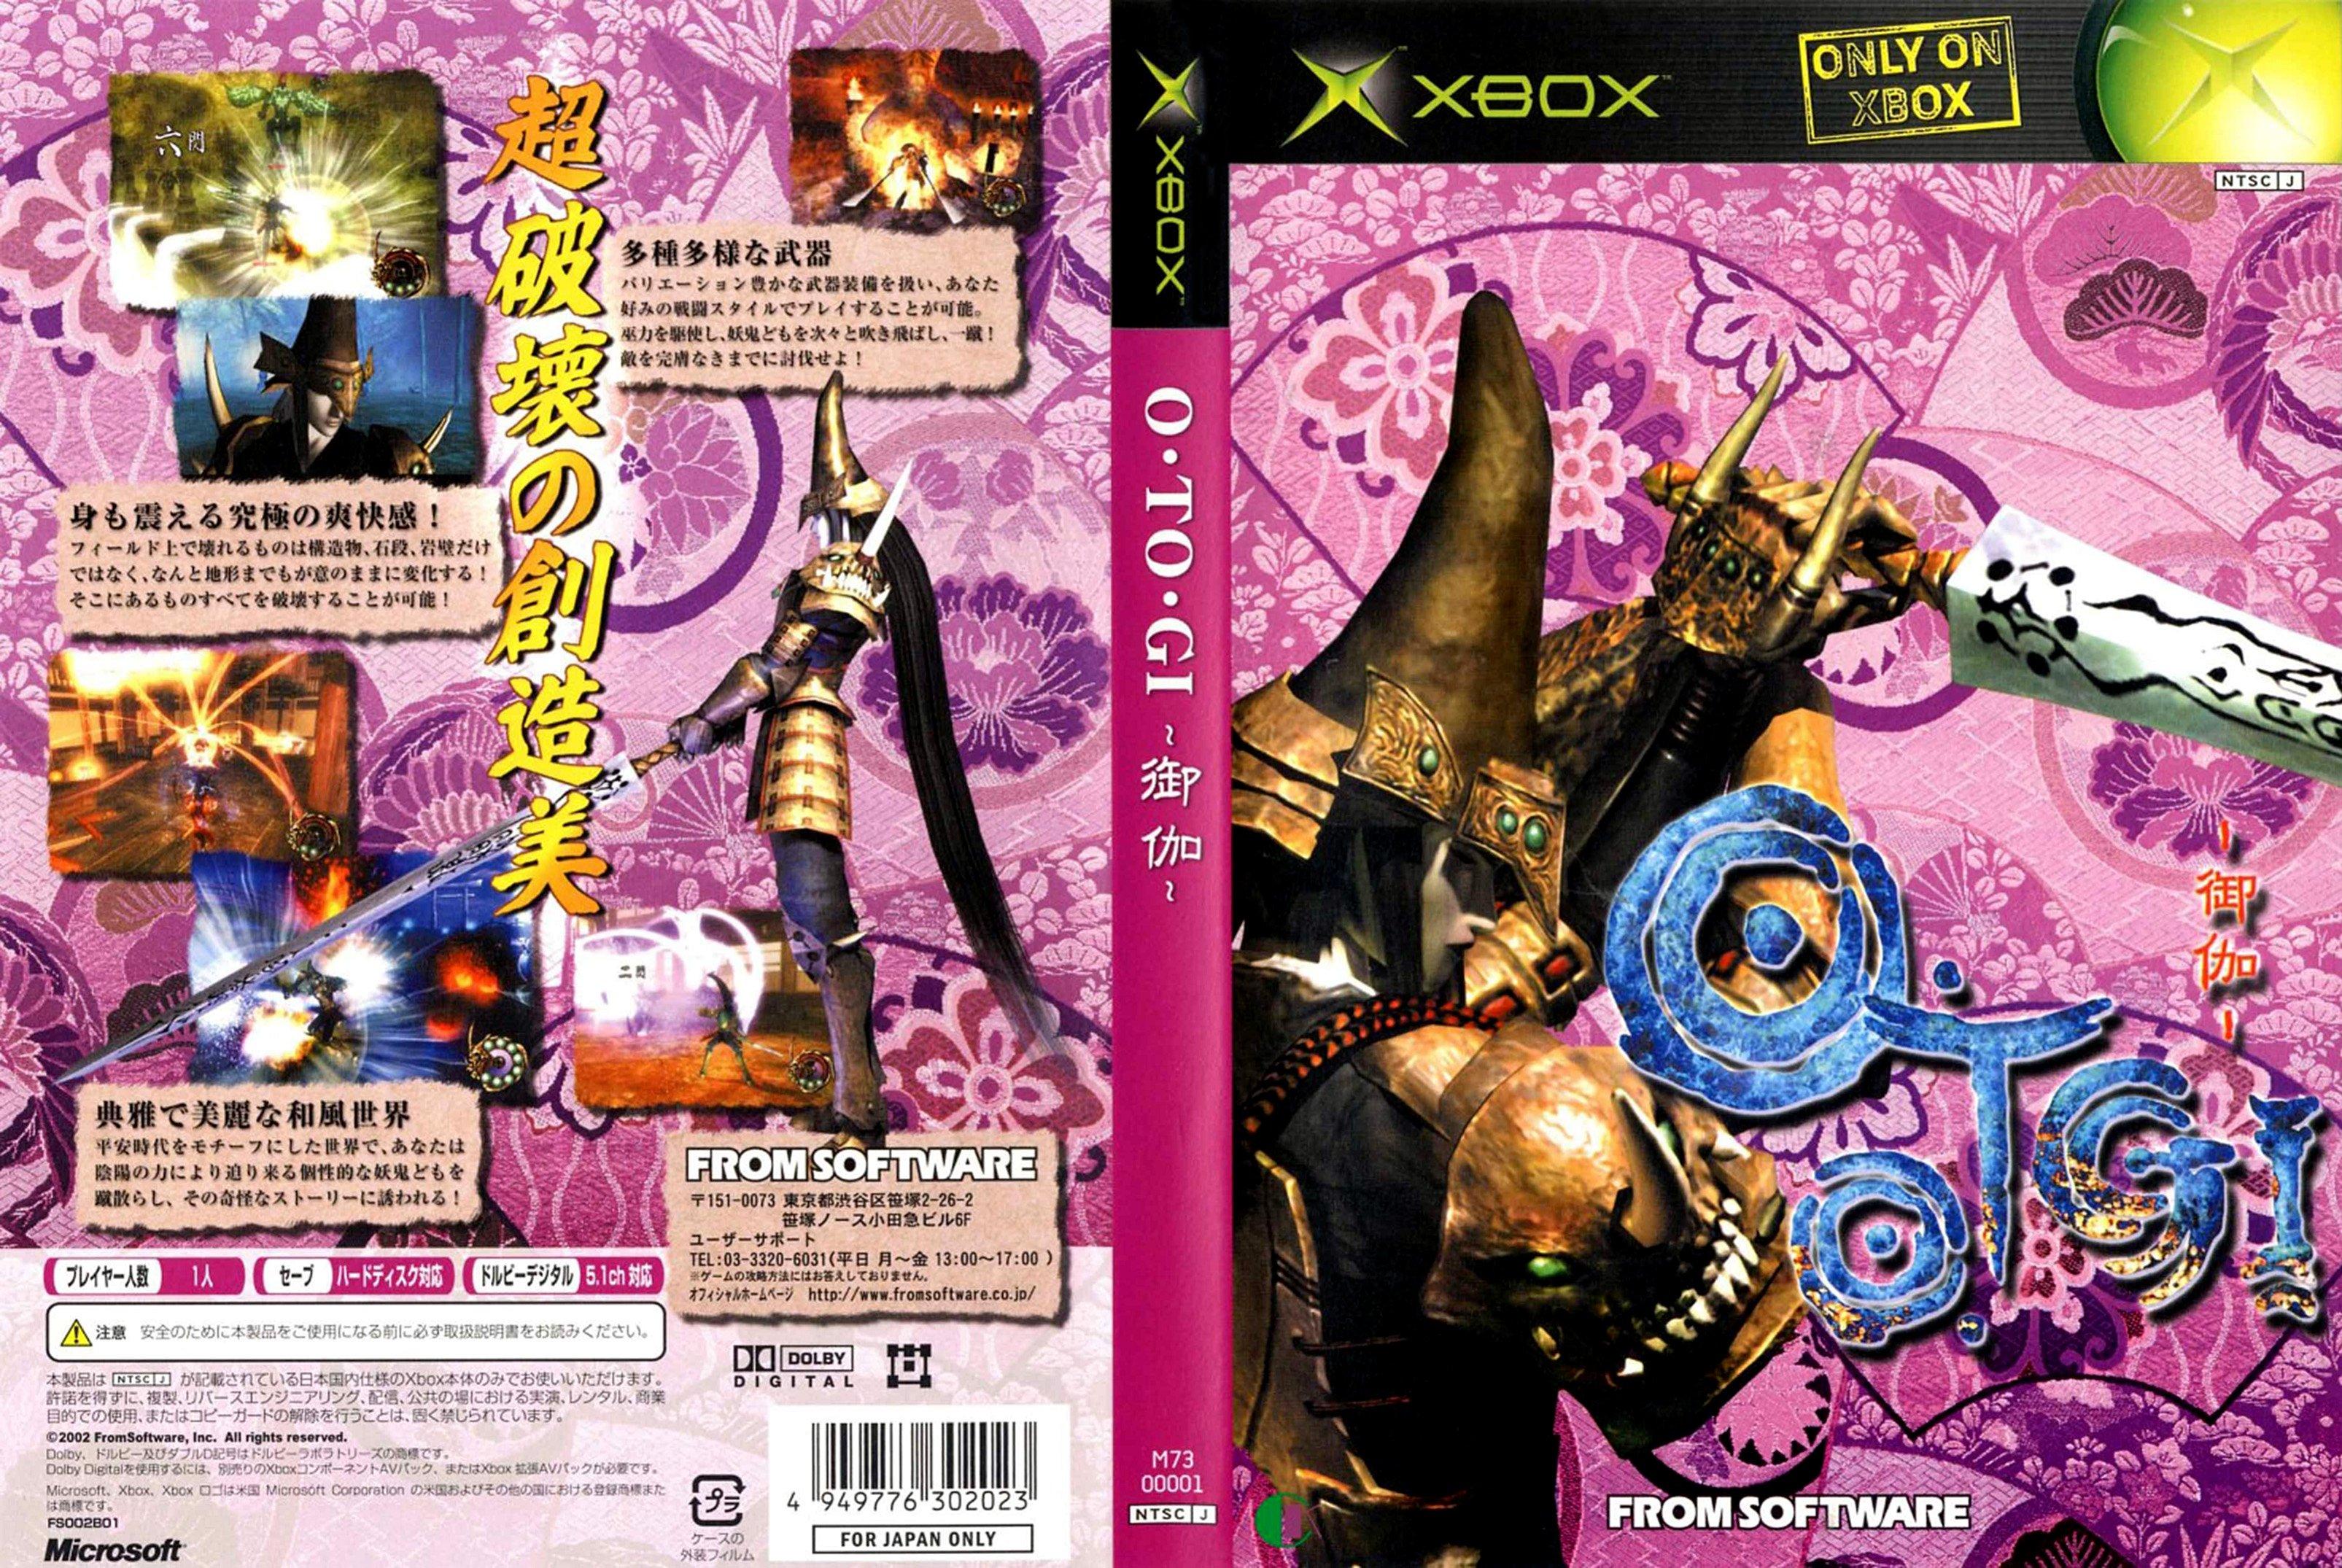 超破壊の創造美
六閃
多種多様な武器
バリエーション豊かな武器装備を扱い、あなた
好みの戦闘スタイルでプレイすることが可能。
巫力を駆使し、妖鬼どもを次々と吹き飛ばし、一蹴！
敵を完膚なきまでに討伐せよ！
身も震える究極の爽快感！
フィールド上で壊れるものは構造物、石段、岩壁だけ
ではなく、なんと地形までもが意のままに変化する！
そこにあるものすべてを破壊することが可能！
二閃
典雅で美麗な和風世界
平安時代をモチーフにした世界で、あなたは
陰陽の力により迫り来る個性的な妖鬼どもを
蹴散らし、その奇怪なストーリーに誘われる！
FROMSOFTWARE
〒151-0073 東京都渋谷区笹塚2-26-2
笹塚ノース小田急ビル6F
ユーザーサポート
TEL:03-3320-6031(平日 月〜金 13:00〜17:00 )
※ゲームの攻略方法にはお答えしておりません。
オフィシャルホームページ http://www.fromsoftware.co.jp/
プレイヤー人数 1人 セーブ ハードディスク対応 ドルビーデジタル 5.1ch 対応
注意 安全のために本製品をご使用になる前に必ず取扱説明書をお読みください。
本製品は NTSC J が記載されている日本国内仕様のXbox本体のみでお使いいただけます。
許諾を得ずに、複製、リバースエンジニアリング、配信、公共の場における実演、レンタル、商業
目的での使用、またはコピーガードの解除を行うことは、固く禁じられています。
©2002 FromSoftware, Inc. All rights reserved.
Dolby、ドルビー及びダブルD記号はドルビーラボラトリーズの商標です。
Dolby Digitalを使用するには、別売りのXboxコンポーネントAVパック、またはXbox 拡張AVパックが必要です。
Microsoft、Xbox、Xbox ロゴは米国 Microsoft Corporation の米国およびその他の国における登録商標また
は商標です。
FS002B01
Microsoft
DOLBY
DIGITAL
プラ
ケースの
外装フィルム
4 949776 302023
FOR JAPAN ONLY
XBOX™
O・TO・GI ~御伽~
M73
00001
NTSC J
XBOX™
ONLY ON
XBOX
NTSC J
O・TO・GI
-御伽-
FROMSOFTWARE